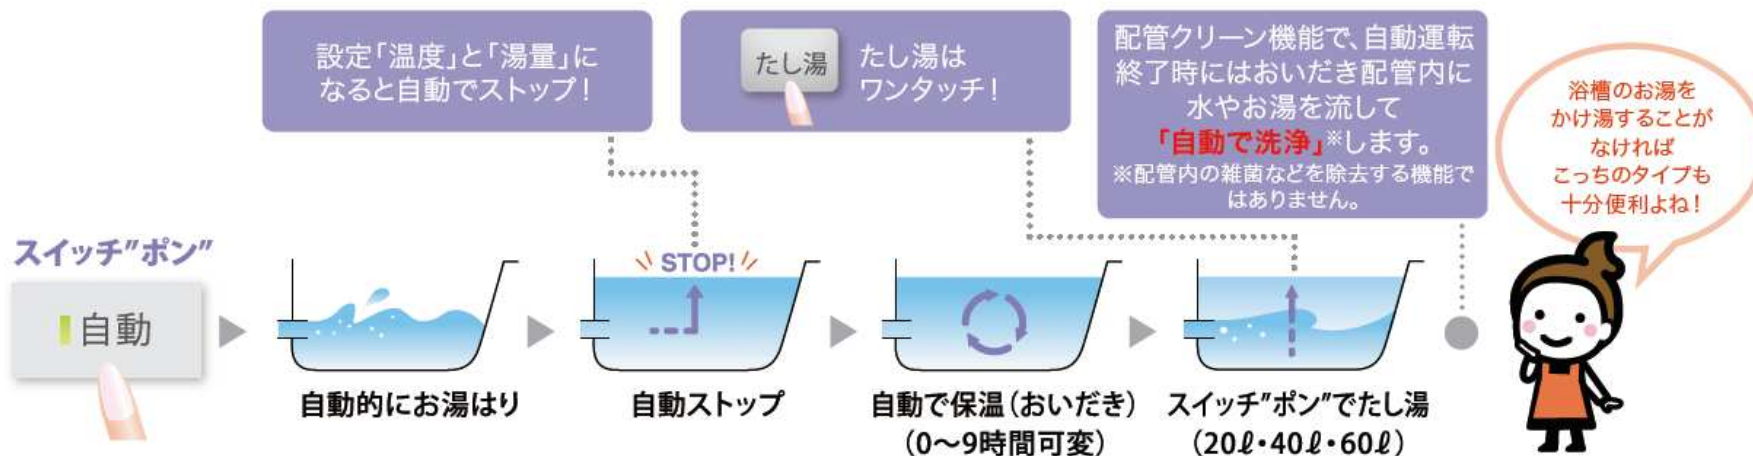 設定「温度」と「湯量」に
なると自動でストップ！
たし湯
たし湯は
ワンタッチ！
配管クリーン機能で、自動運転
終了時にはおいだき配管内に
水やお湯を流して
「自動で洗浄」※します。
※配管内の雑菌などを除去する機能で
はありません。
浴槽のお湯を
かけ湯することが
なければ
こっちのタイプも
十分便利よね！
スイッチ"ポン"
自動
STOP!
自動的にお湯はり
自動ストップ
自動で保温（おいだき）
（0〜9時間可変）
スイッチ"ポン"でたし湯
（20ℓ・40ℓ・60ℓ）